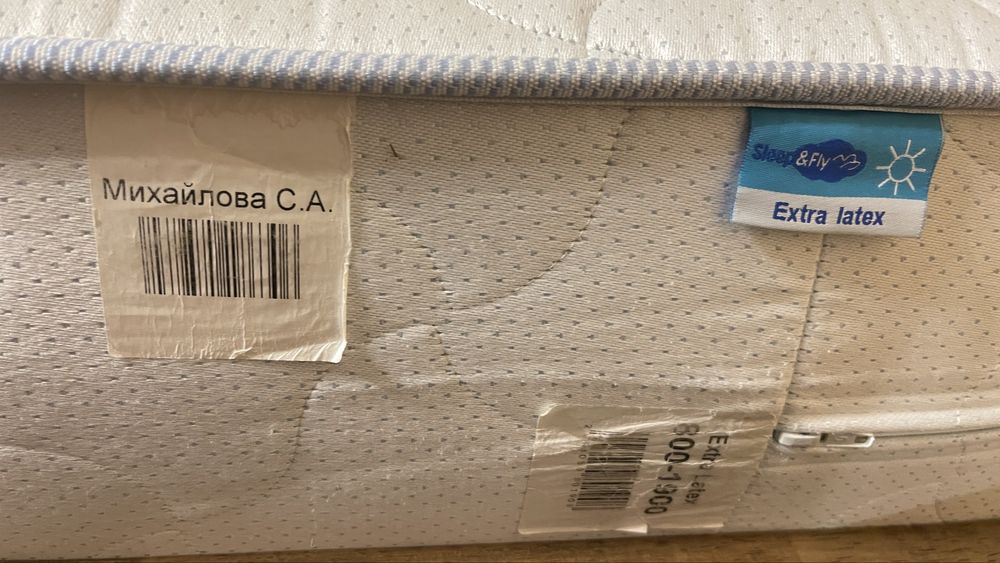 Михайлова С.А.
Sleep&Fly
Extra latex
Extra Latex
800-1900